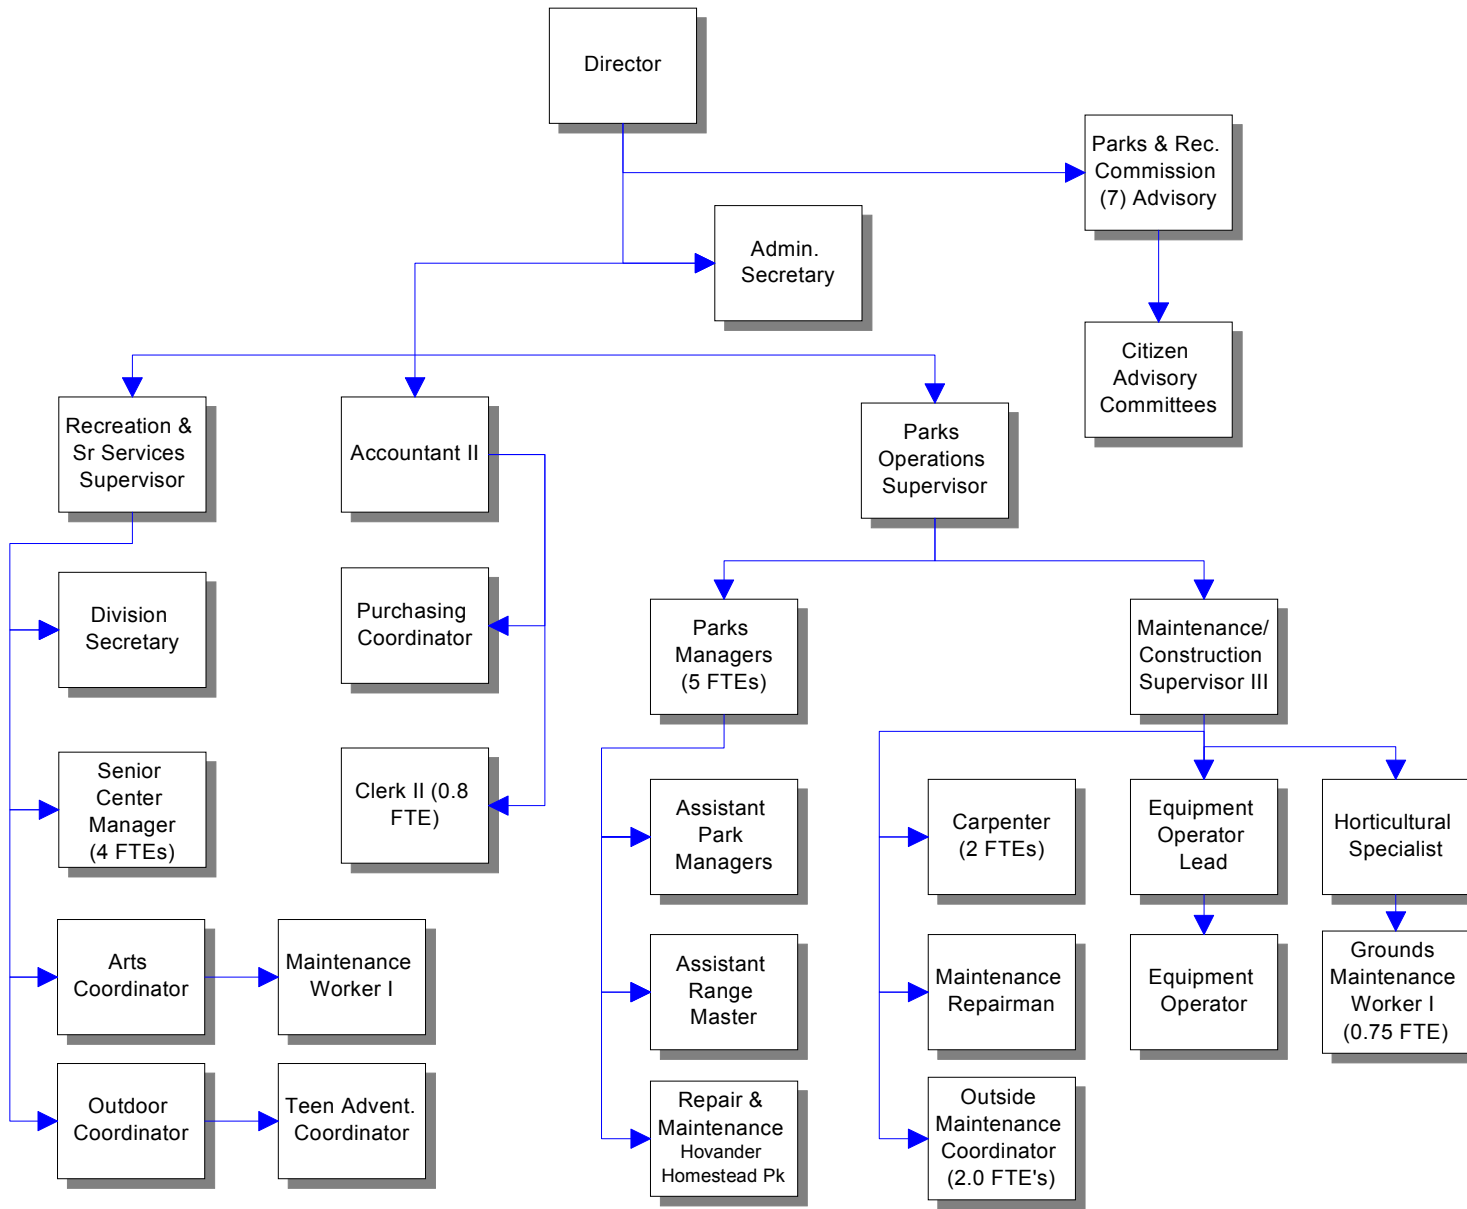 Director
Parks & Rec.
Commission
(7) Advisory
Admin.
Secretary
Citizen
Advisory
Committees
Recreation &
Sr Services
Supervisor
Accountant II
Parks
Operations
Supervisor
Division
Secretary
Purchasing
Coordinator
Parks
Managers
(5 FTEs)
Maintenance/
Construction
Supervisor III
Senior
Center
Manager
(4 FTEs)
Clerk II (0.8
FTE)
Assistant
Park
Managers
Carpenter
(2 FTEs)
Equipment
Operator
Lead
Horticultural
Specialist
Arts
Coordinator
Maintenance
Worker I
Assistant
Range
Master
Maintenance
Repairman
Equipment
Operator
Grounds
Maintenance
Worker I
(0.75 FTE)
Outdoor
Coordinator
Teen Advent.
Coordinator
Repair &
Maintenance
Hovander
Homestead Pk
Outside
Maintenance
Coordinator
(2.0 FTE's)